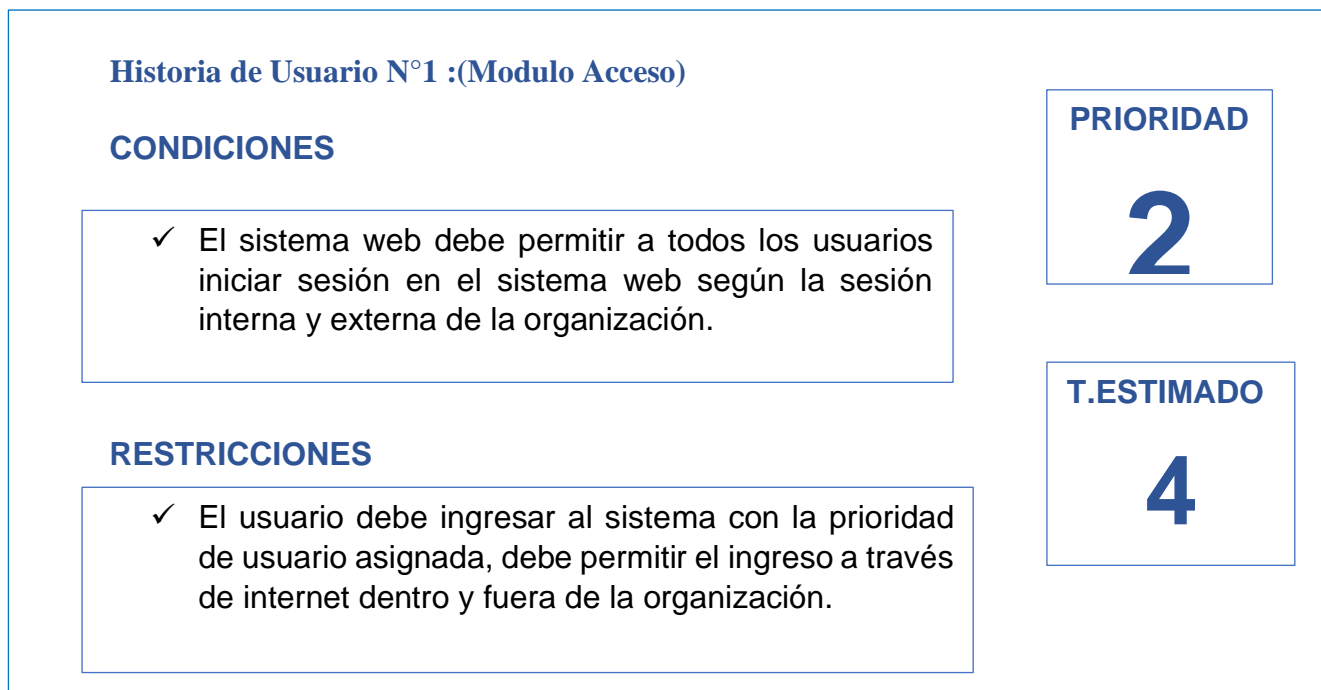 Historia de Usuario N°1 :(Modulo Acceso)
CONDICIONES
✓ El sistema web debe permitir a todos los usuarios
iniciar sesión en el sistema web según la sesión
interna y externa de la organización.
PRIORIDAD
2
RESTRICCIONES
✓ El usuario debe ingresar al sistema con la prioridad
de usuario asignada, debe permitir el ingreso a través
de internet dentro y fuera de la organización.
T.ESTIMADO
4